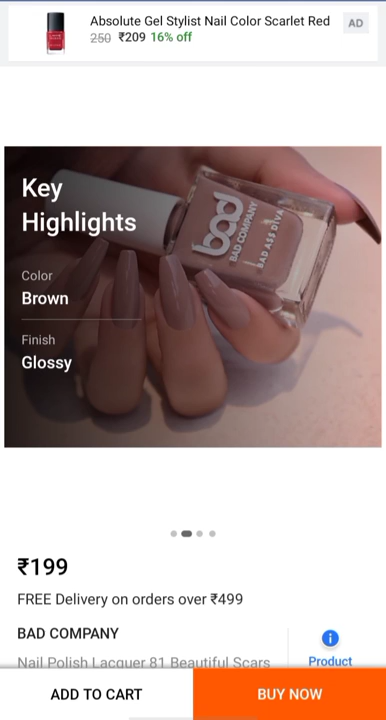 Absolute Gel Stylist Nail Color Scarlet Red
250 ₹209 16% off
AD
Key
Highlights
Color
Brown
Finish
Glossy
bad
BAD COMPANY
BAD A$$ DIVA!
₹199
FREE Delivery on orders over ₹499
BAD COMPANY
Nail Polish Lacquer 81 Beautiful Scars
i
Product
ADD TO CART
BUY NOW